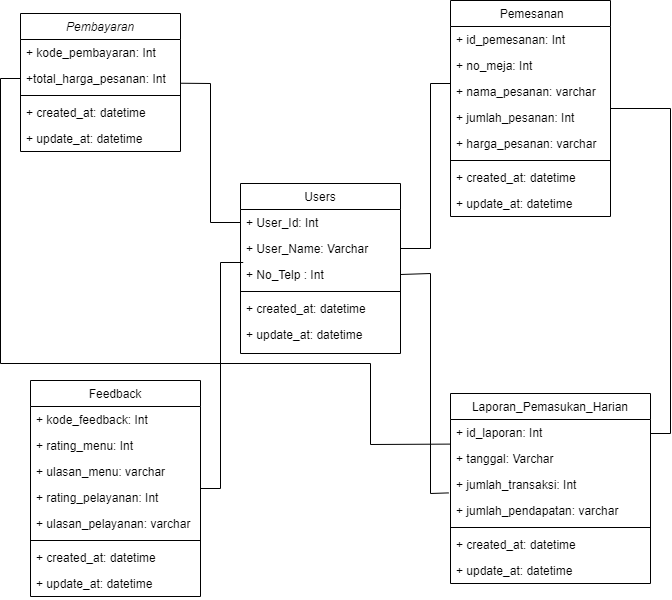 Pembayaran
+ kode_pembayaran: Int
+total_harga_pesanan: Int
+ created_at: datetime
+ update_at: datetime
Pemesanan
+ id_pemesanan: Int
+ no_meja: Int
+ nama_pesanan: varchar
+ jumlah_pesanan: Int
+ harga_pesanan: varchar
+ created_at: datetime
+ update_at: datetime
Users
+ User_Id: Int
+ User_Name: Varchar
+ No_Telp : Int
+ created_at: datetime
+ update_at: datetime
Feedback
+ kode_feedback: Int
+ rating_menu: Int
+ ulasan_menu: varchar
+ rating_pelayanan: Int
+ ulasan_pelayanan: varchar
+ created_at: datetime
+ update_at: datetime
Laporan_Pemasukan_Harian
+ id_laporan: Int
+ tanggal: Varchar
+ jumlah_transaksi: Int
+ jumlah_pendapatan: varchar
+ created_at: datetime
+ update_at: datetime